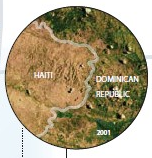 HAITI
DOMINICAN
REPUBLIC
2001